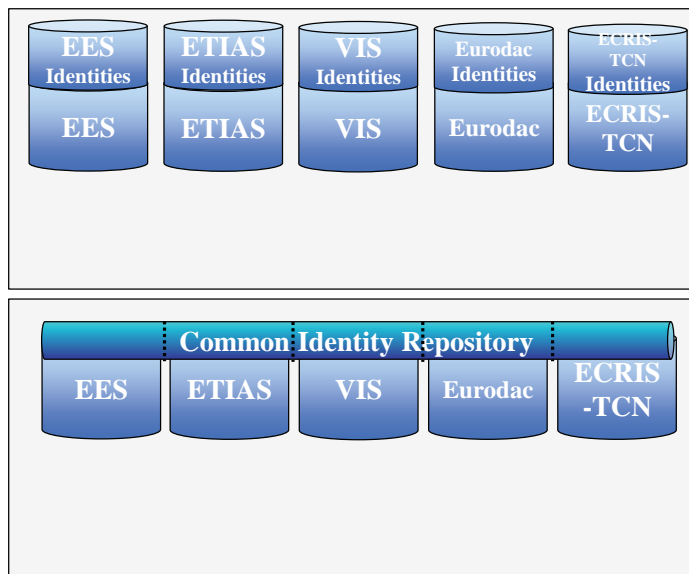 EES
Identities
ETIAS
Identities
VIS
Identities
Eurodac
Identities
ECRIS-
TCN
Identities
EES
ETIAS
VIS
Eurodac
ECRIS-
TCN
Common Identity Repository
EES
ETIAS
VIS
Eurodac
ECRIS
-TCN